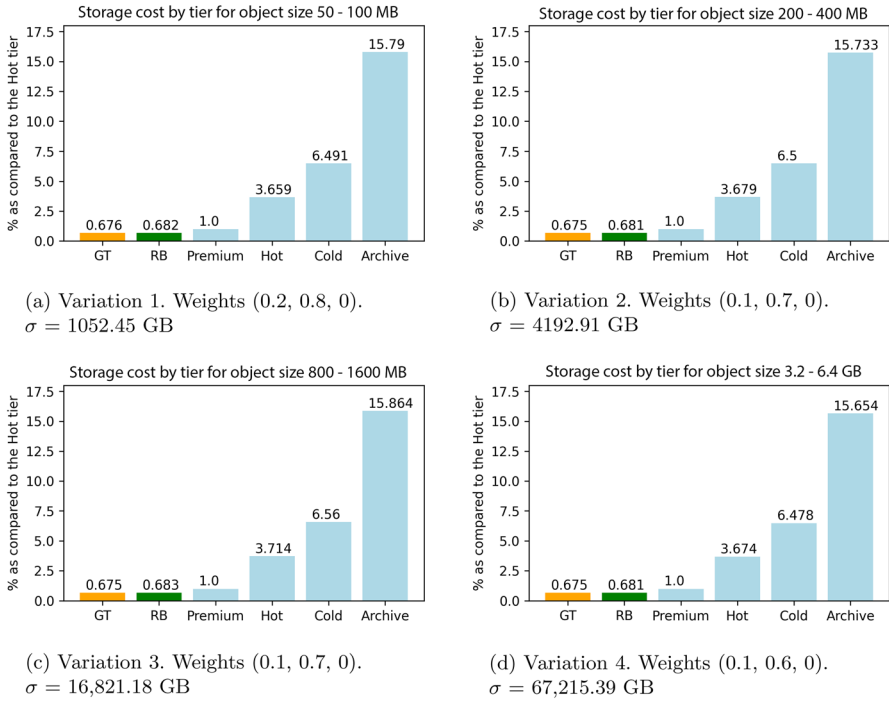 Storage cost by tier for object size 50 - 100 MB
% as compared to the Hot tier
17.5
15.0
12.5
10.0
7.5
5.0
2.5
0.0
0.676
0.682
1.0
3.659
6.491
15.79
GT RB Premium Hot Cold Archive
(a) Variation 1. Weights (0.2, 0.8, 0).
σ = 1052.45 GB
Storage cost by tier for object size 200 - 400 MB
% as compared to the Hot tier
17.5
15.0
12.5
10.0
7.5
5.0
2.5
0.0
0.675
0.681
1.0
3.679
6.5
15.733
GT RB Premium Hot Cold Archive
(b) Variation 2. Weights (0.1, 0.7, 0).
σ = 4192.91 GB
Storage cost by tier for object size 800 - 1600 MB
% as compared to the Hot tier
17.5
15.0
12.5
10.0
7.5
5.0
2.5
0.0
0.675
0.683
1.0
3.714
6.56
15.864
GT RB Premium Hot Cold Archive
(c) Variation 3. Weights (0.1, 0.7, 0).
σ = 16,821.18 GB
Storage cost by tier for object size 3.2 - 6.4 GB
% as compared to the Hot tier
17.5
15.0
12.5
10.0
7.5
5.0
2.5
0.0
0.675
0.681
1.0
3.674
6.478
15.654
GT RB Premium Hot Cold Archive
(d) Variation 4. Weights (0.1, 0.6, 0).
σ = 67,215.39 GB